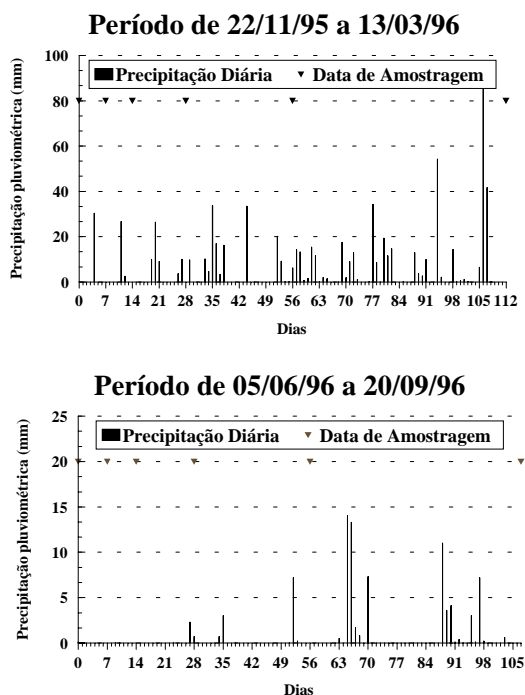 Período de 22/11/95 a 13/03/96
Precipitação pluviométrica (mm)
100
80
60
40
20
0
Precipitação Diária
Data de Amostragem
0 7 14 21 28 35 42 49 56 63 70 77 84 91 98 105 112
Dias
Período de 05/06/96 a 20/09/96
Precipitação pluviométrica (mm)
25
20
15
10
5
0
Precipitação Diária
Data de Amostragem
0 7 14 21 28 35 42 49 56 63 70 77 84 91 98 105
Dias